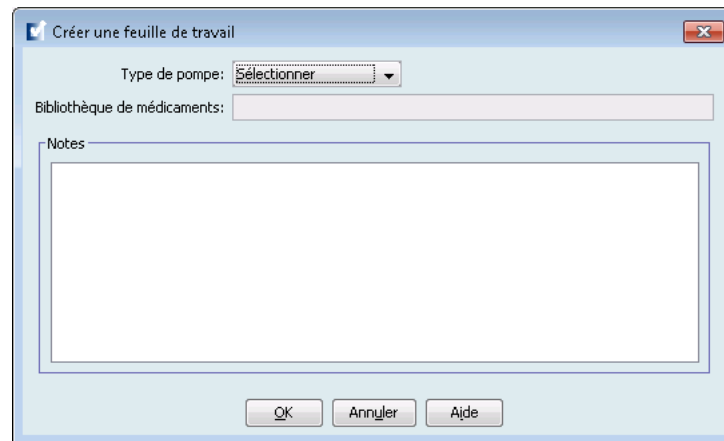 Créer une feuille de travail
Type de pompe: Sélectionner
Bibliothèque de médicaments:
Notes
OK Annuler Aide